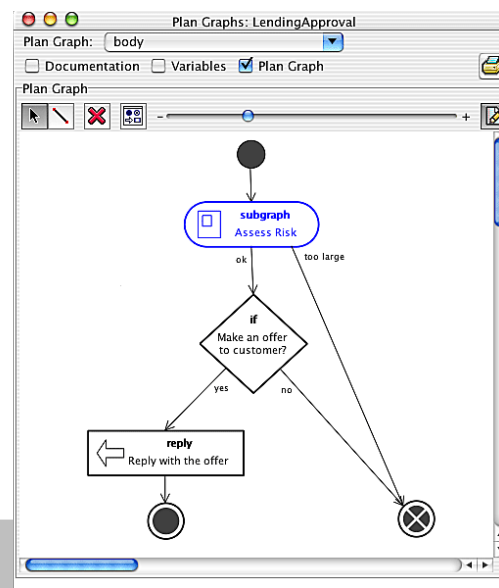 Plan Graphs: LendingApproval
Plan Graph: body
Documentation Variables Plan Graph
Plan Graph
- +
subgraph
Assess Risk
ok too large
if
Make an offer
to customer?
yes no
reply
Reply with the offer